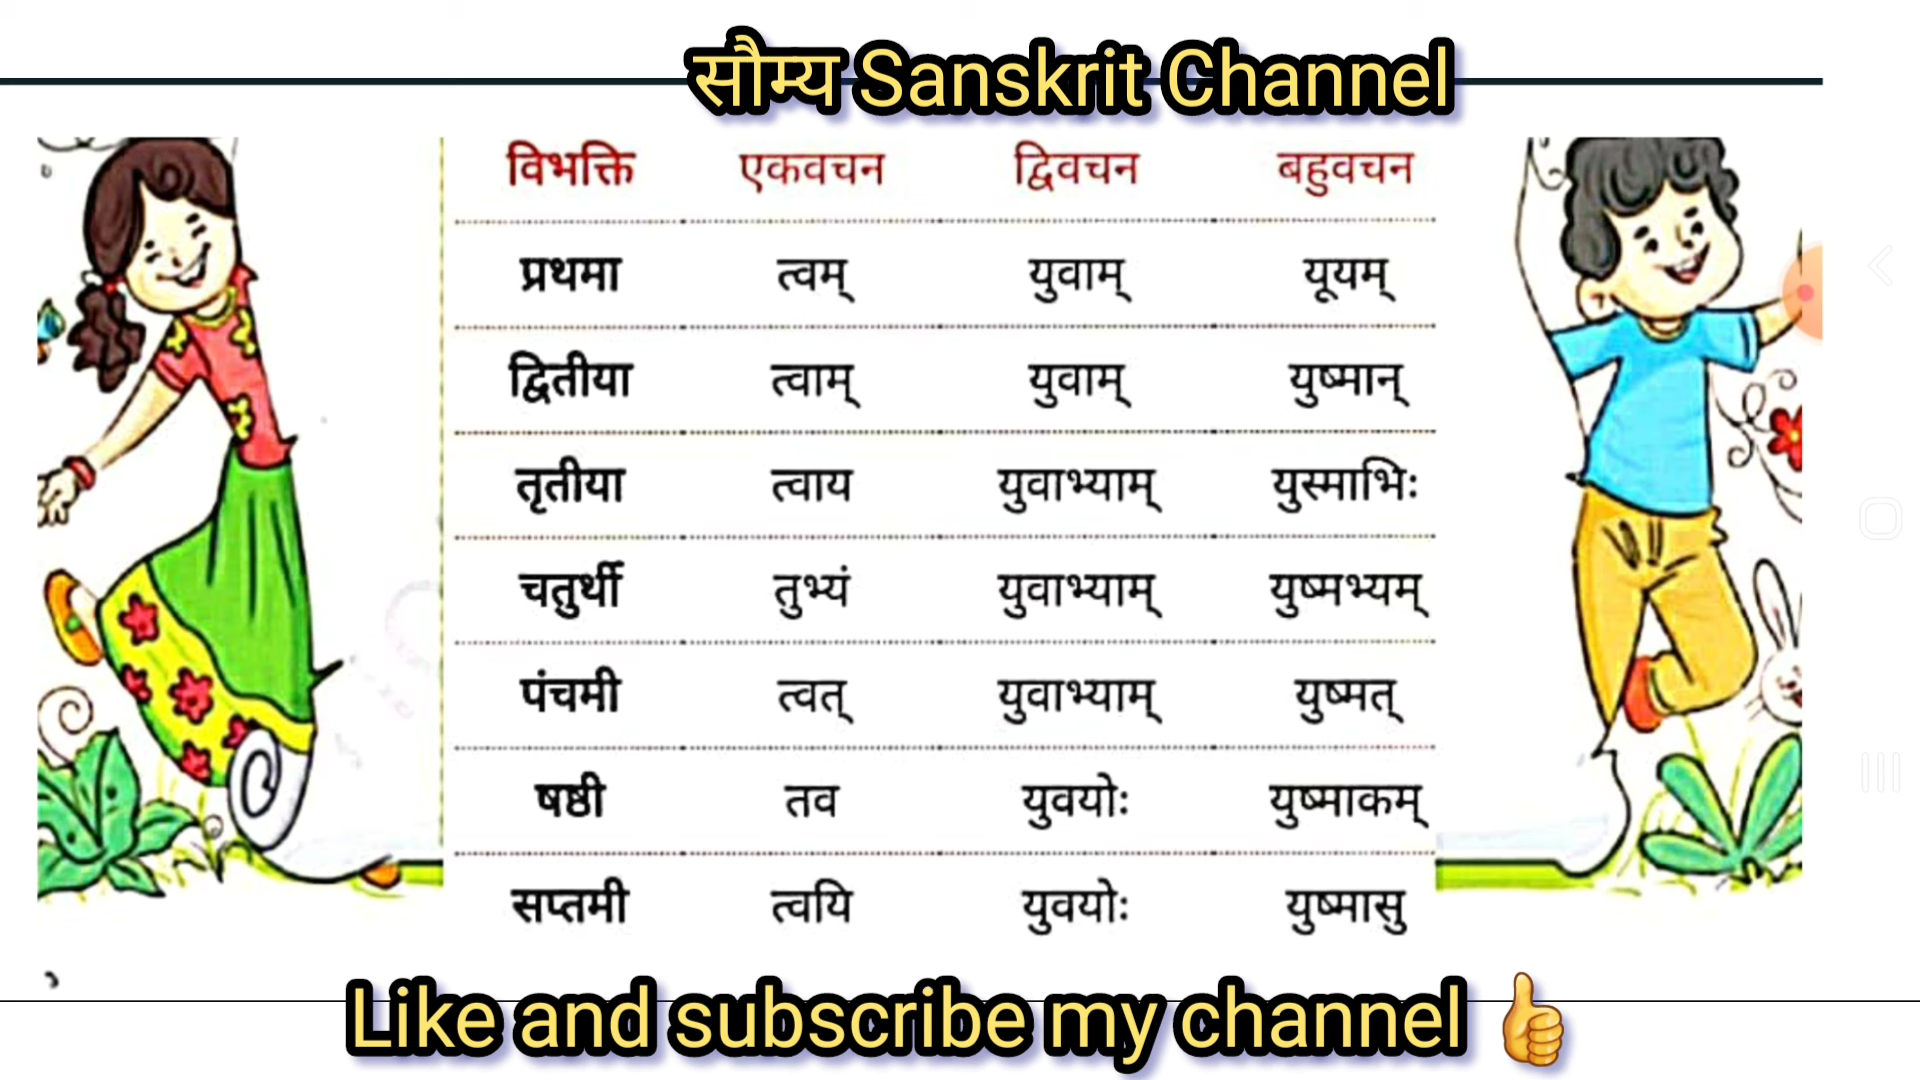 सौम्य Sanskrit Channel
विभक्ति एकवचन द्विवचन बहुवचन
प्रथमा त्वम् युवाम् यूयम्
द्वितीया त्वाम् युवाम् युष्मान्
तृतीया त्वाय युवाभ्याम् युस्माभिः
चतुर्थी तुभ्यं युवाभ्याम् युष्मभ्यम्
पंचमी त्वत् युवाभ्याम् युष्मत्
षष्ठी तव युवयोः युष्माकम्
सप्तमी त्वयि युवयोः युष्मासु
Like and subscribe my channel 👍